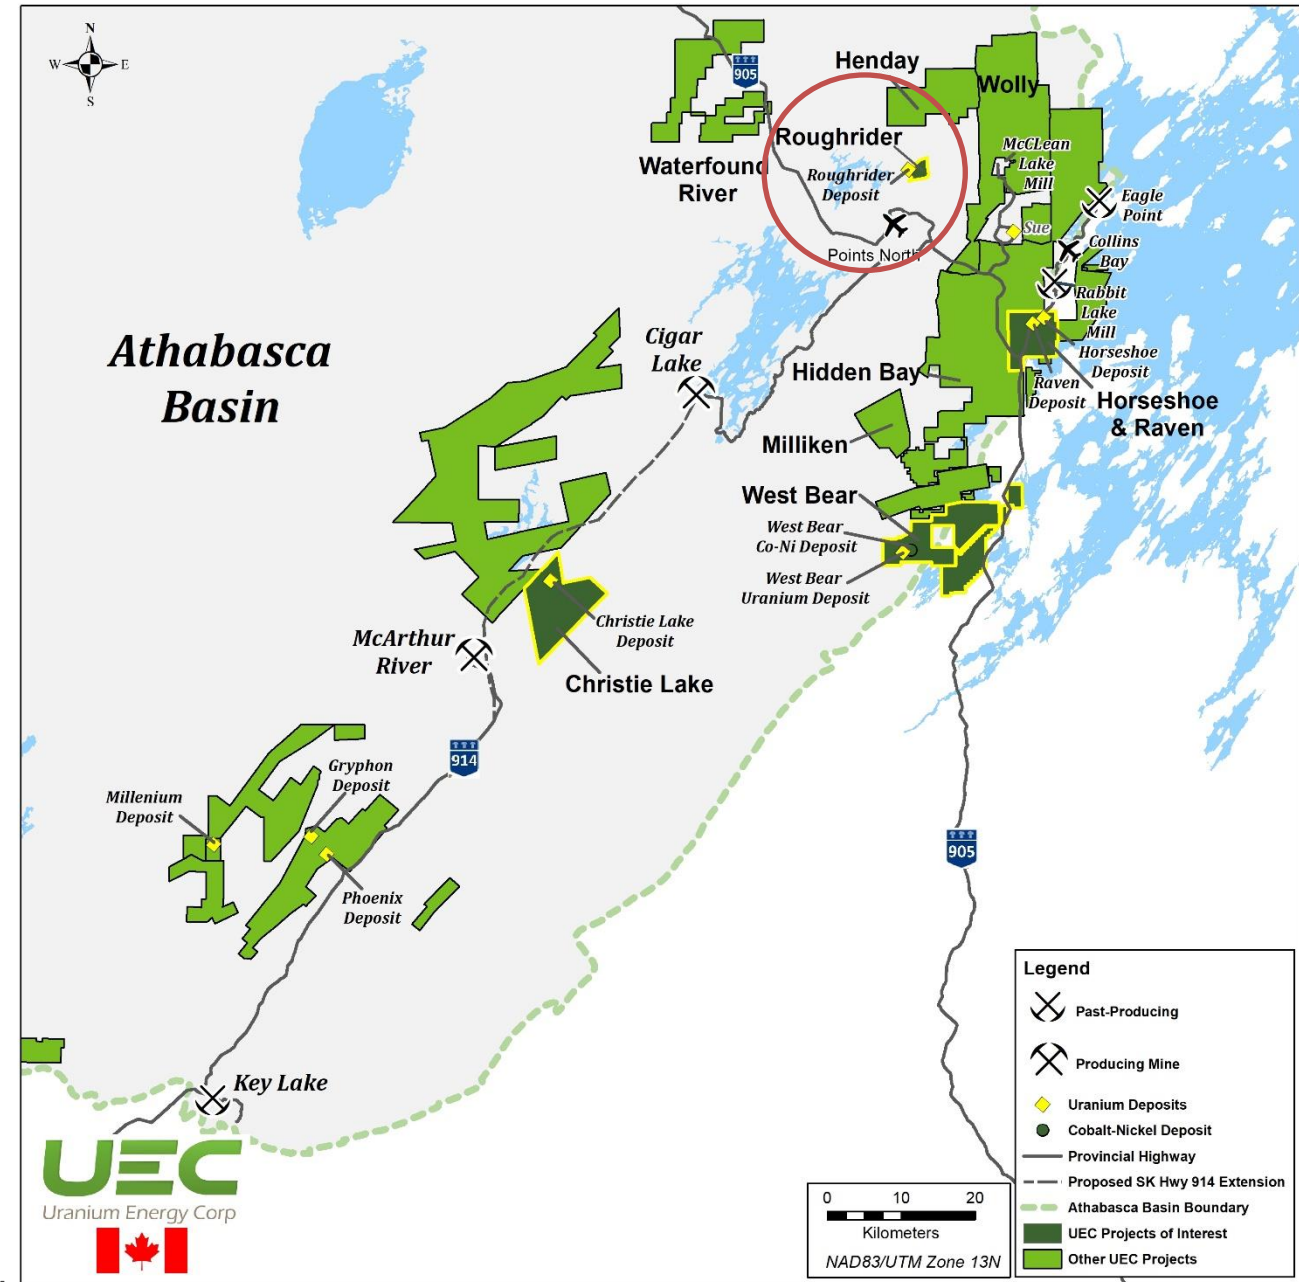 N
W E
S
905
Henday
Wolly
Roughrider
Roughrider
Deposit
Waterfound
River
McCLean
Lake
Mill
Eagle
Point
Sue
Points North
Collins
Bay
Rabbit
Lake
Mill
Horseshoe
Deposit
Raven
Deposit
Horseshoe
& Raven
Athabasca
Basin
Cigar
Lake
Hidden Bay
Milliken
West Bear
West Bear
Co-Ni Deposit
West Bear
Uranium Deposit
Christie Lake
Deposit
McArthur
River
Christie Lake
914
Gryphon
Deposit
Millenium
Deposit
Phoenix
Deposit
905
Key Lake
UEC
Uranium Energy Corp
0 10 20
Kilometers
NAD83/UTM Zone 13N
Legend
Past-Producing
Producing Mine
Uranium Deposits
Cobalt-Nickel Deposit
Provincial Highway
Proposed SK Hwy 914 Extension
Athabasca Basin Boundary
UEC Projects of Interest
Other UEC Projects